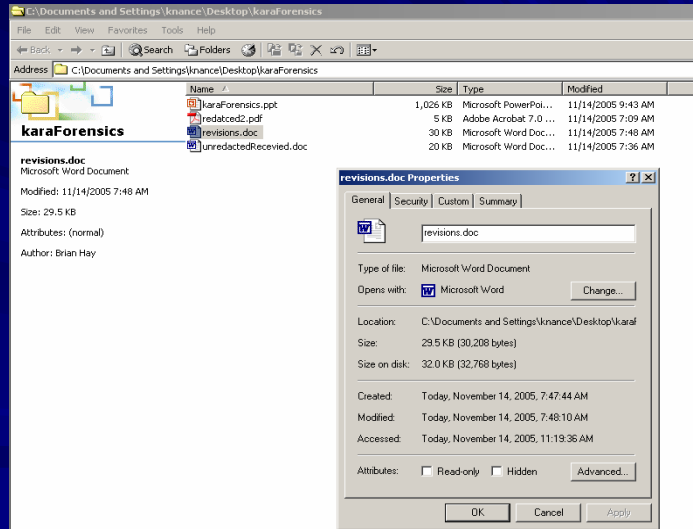 C:\Documents and Settings\knance\Desktop\karaForensics
File Edit View Favorites Tools Help
Back Search Folders
Address C:\Documents and Settings\knance\Desktop\karaForensics
Name Size Type Modified
karaForensics.ppt 1,026 KB Microsoft PowerPoi... 11/14/2005 9:43 AM
redatced2.pdf 5 KB Adobe Acrobat 7.0 ... 11/14/2005 7:09 AM
revisions.doc 30 KB Microsoft Word Doc... 11/14/2005 7:48 AM
unredactedRecevied.doc 20 KB Microsoft Word Doc... 11/14/2005 7:36 AM
karaForensics
revisions.doc
Microsoft Word Document
Modified: 11/14/2005 7:48 AM
Size: 29.5 KB
Attributes: (normal)
Author: Brian Hay
revisions.doc Properties
General Security Custom Summary
revisions.doc
Type of file: Microsoft Word Document
Opens with: Microsoft Word Change...
Location: C:\Documents and Settings\knance\Desktop\karaF
Size: 29.5 KB (30,208 bytes)
Size on disk: 32.0 KB (32,768 bytes)
Created: Today, November 14, 2005, 7:47:44 AM
Modified: Today, November 14, 2005, 7:48:10 AM
Accessed: Today, November 14, 2005, 11:19:36 AM
Attributes: Read-only Hidden Advanced...
OK Cancel Apply